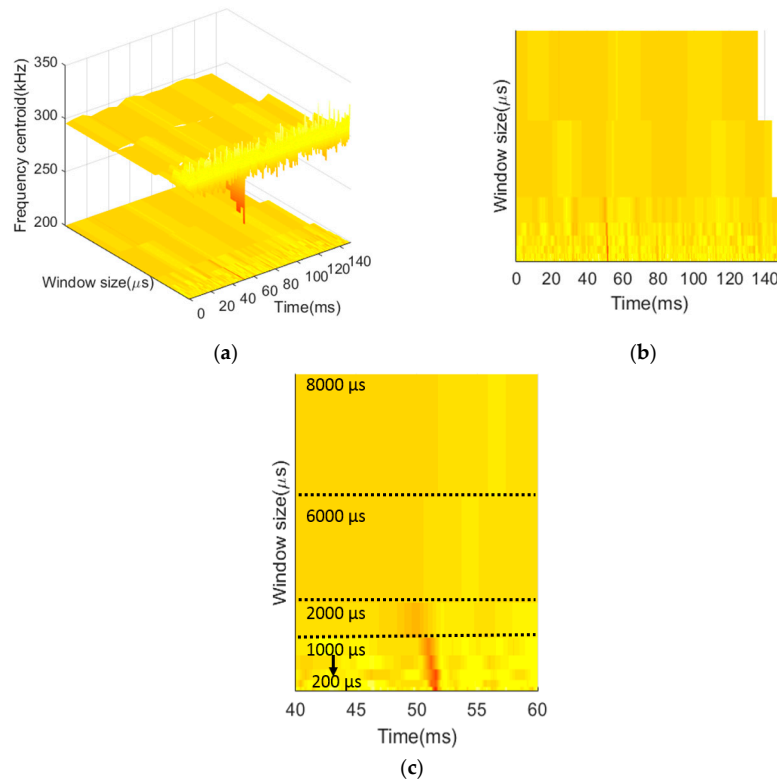 350
300
250
200
Frequency centroid(kHz)
Window size(μs)
0
20
40
60
80
100
120
140
Time(ms)
(a)
Window size(μs)
0
20
40
60
80
100
120
140
Time(ms)
(b)
8000 μs
6000 μs
2000 μs
1000 μs
200 μs
Window size(μs)
40
45
50
55
60
Time(ms)
(c)